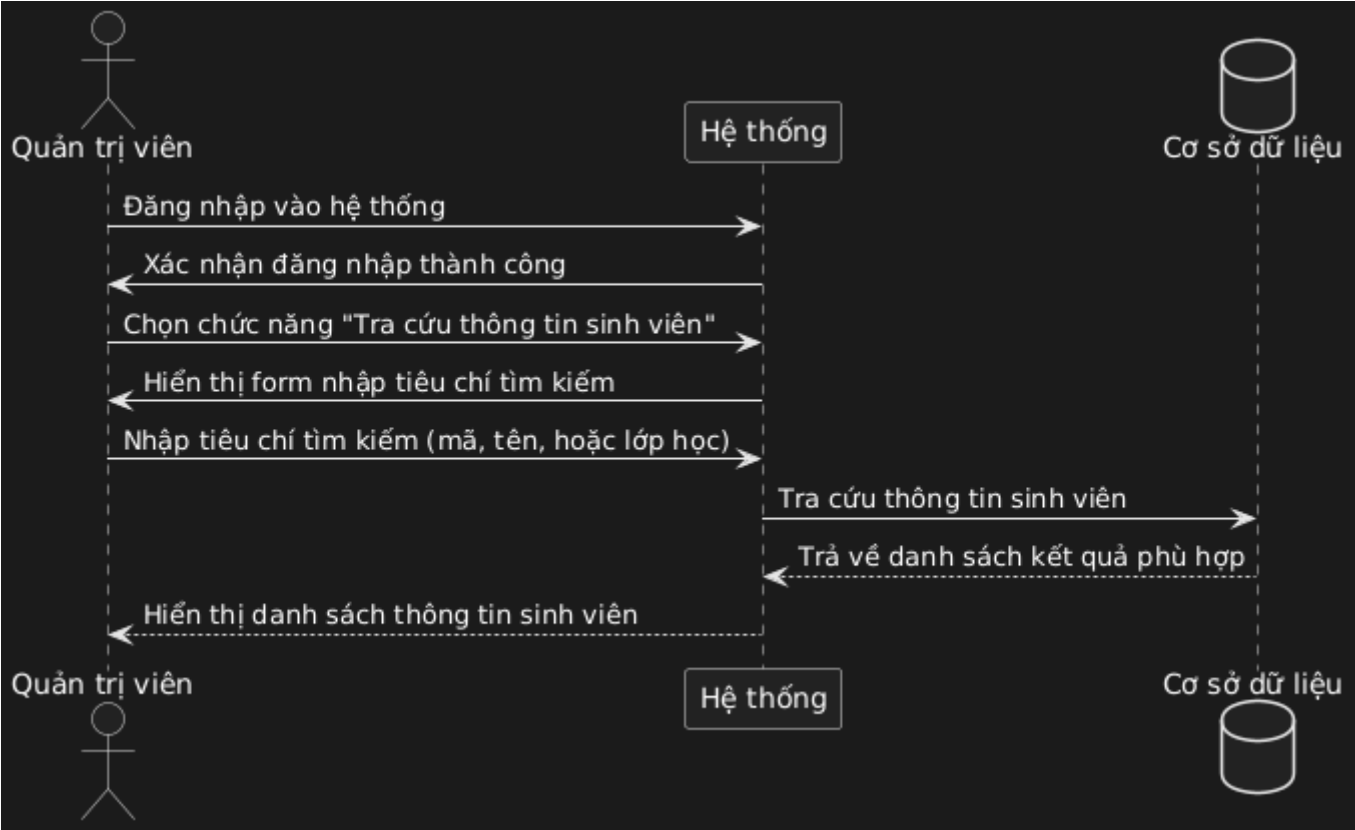 Quản trị viên
Hệ thống
Cơ sở dữ liệu
Đăng nhập vào hệ thống
Xác nhận đăng nhập thành công
Chọn chức năng "Tra cứu thông tin sinh viên"
Hiển thị form nhập tiêu chí tìm kiếm
Nhập tiêu chí tìm kiếm (mã, tên, hoặc lớp học)
Tra cứu thông tin sinh viên
Trả về danh sách kết quả phù hợp
Hiển thị danh sách thông tin sinh viên
Quản trị viên
Hệ thống
Cơ sở dữ liệu